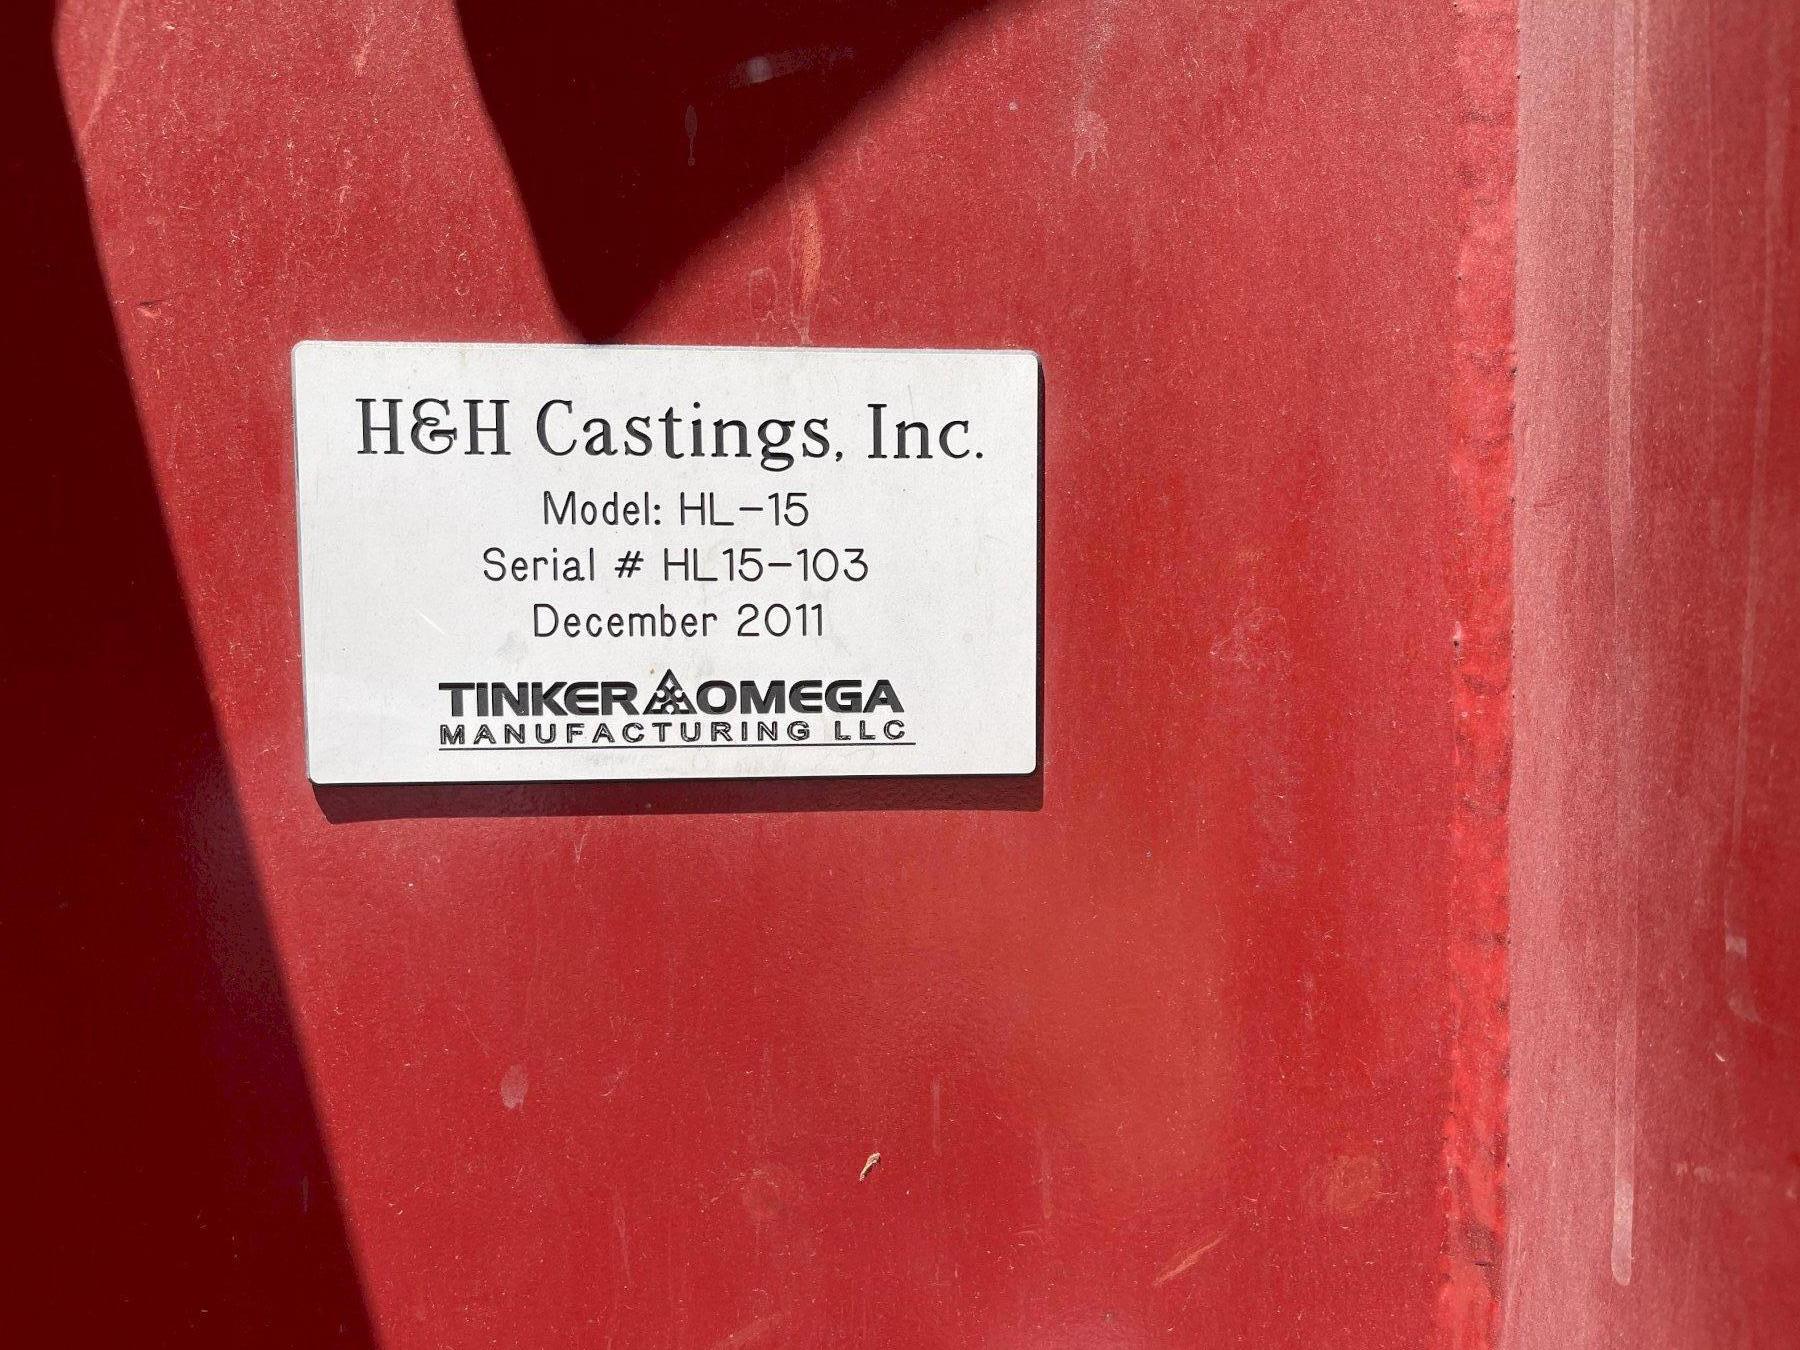 H&H Castings, Inc.
Model: HL-15
Serial # HL15-103
December 2011
TINKER OMEGA
MANUFACTURING LLC